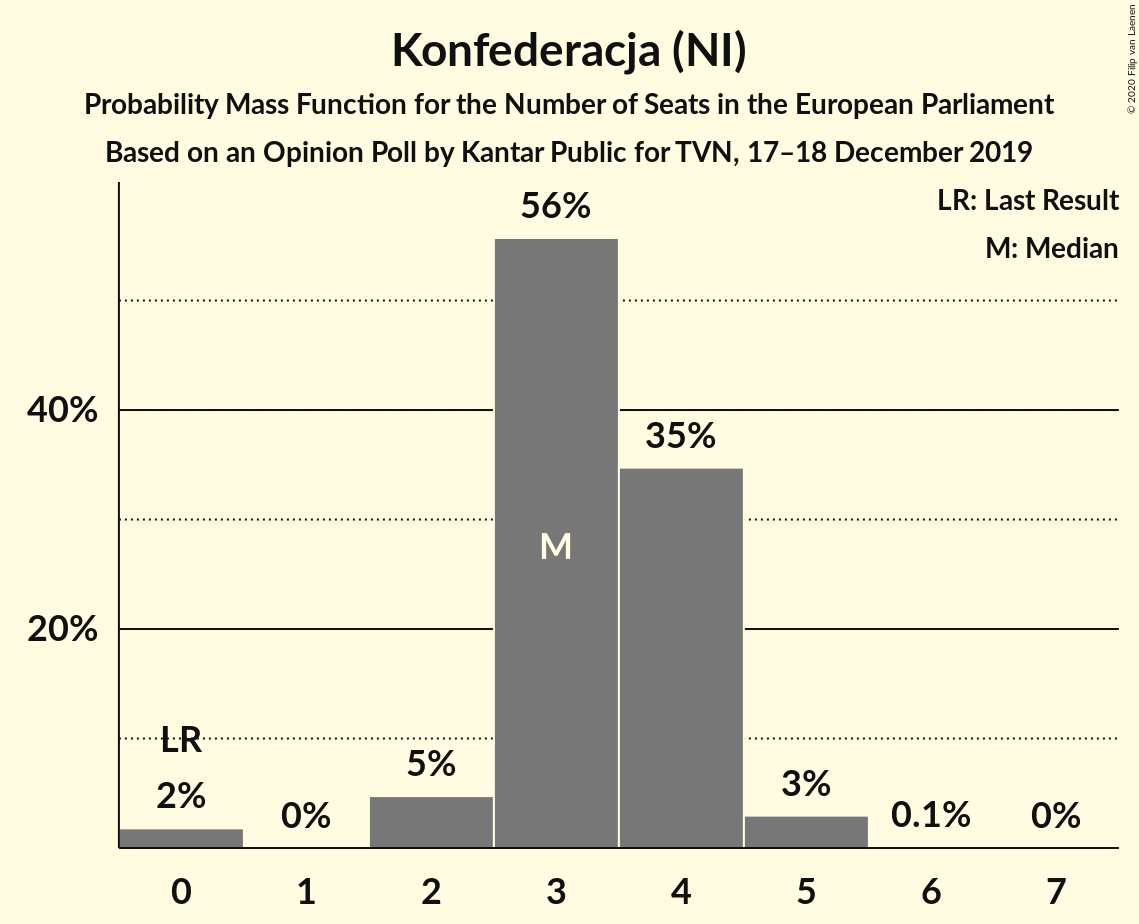 Konfederacja (NI)
Probability Mass Function for the Number of Seats in the European Parliament
Based on an Opinion Poll by Kantar Public for TVN, 17–18 December 2019
© 2020 Filip van Laenen
LR: Last Result
M: Median
56%
40%
35%
M
20%
LR
2%
0%
5%
3%
0.1%
0%
0 1 2 3 4 5 6 7